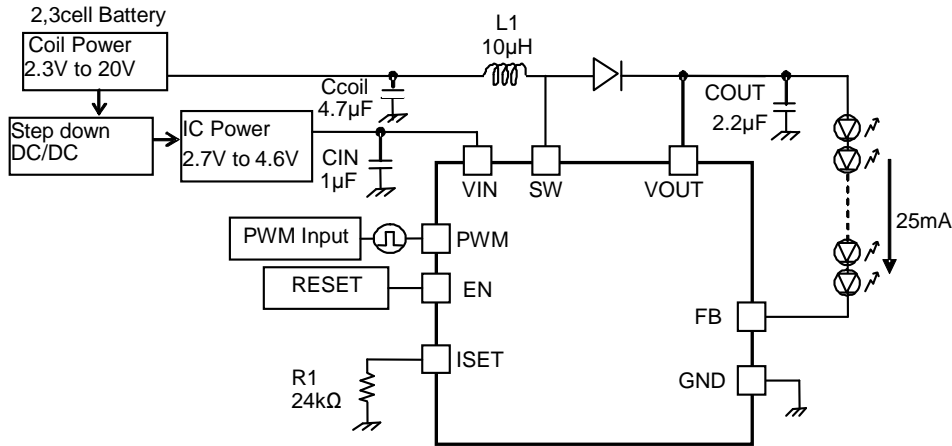 2,3cell Battery
Coil Power
2.3V to 20V
Step down
DC/DC
IC Power
2.7V to 4.6V
Ccoil
4.7µF
CIN
1µF
L1
10µH
COUT
2.2µF
25mA
VIN
SW
VOUT
PWM Input
PWM
RESET
EN
ISET
R1
24kΩ
FB
GND